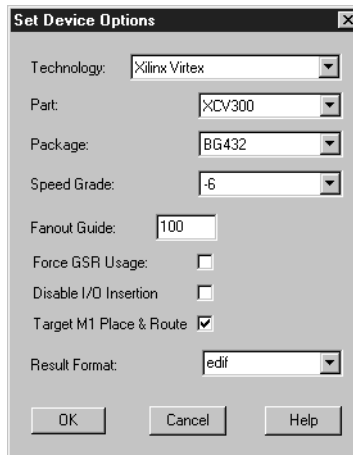 Set Device Options
Technology: Xilinx Virtex
Part: XCV300
Package: BG432
Speed Grade: -6
Fanout Guide: 100
Force GSR Usage:
Disable I/O Insertion
Target M1 Place & Route
Result Format: edif
OK Cancel Help